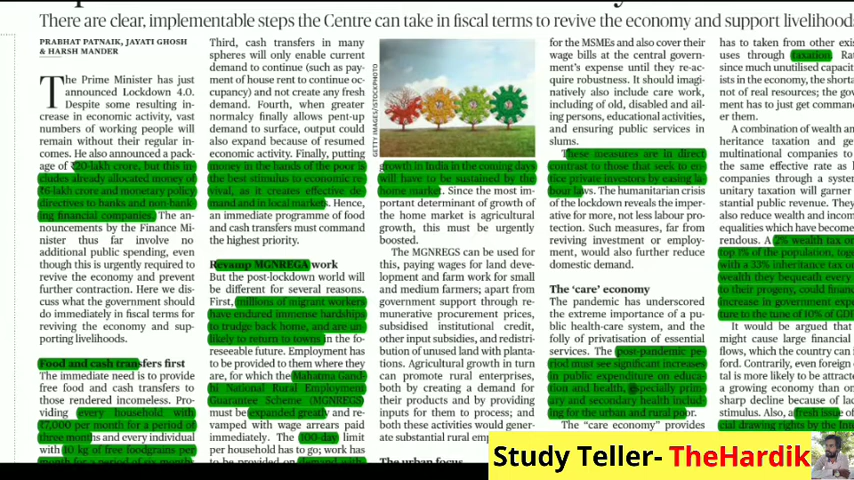 There are clear, implementable steps the Centre can take in fiscal terms to revive the economy and support livelihood
PRABHAT PATNAIK, JAYATI GHOSH
& HARSH MANDER
The Prime Minister has just
announced Lockdown 4.0.
Despite some resulting in-
crease in economic activity, vast
numbers of working people will
remain without their regular in-
comes. He also announced a pack-
age of ₹20-lakh crore, but this in-
cludes already allocated money of
₹6-lakh crore and monetary policy
directives to banks and non-bank-
ing financial companies. The an-
nouncements by the Finance Mi-
nister thus far involve no
additional public spending, even
though this is urgently required to
revive the economy and prevent
further contraction. Here we dis-
cuss what the government should
do immediately in fiscal terms for
reviving the economy and sup-
porting livelihoods.
Food and cash transfers first
The immediate need is to provide
free food and cash transfers to
those rendered incomeless. Pro-
viding every household with
₹7,000 per month for a period of
three months and every individual
with 10 kg of free foodgrains per
month for a period of six months
Third, cash transfers in many
spheres will only enable current
demand to continue (such as pay-
ment of house rent to continue oc-
cupancy) and not create any fresh
demand. Fourth, when greater
normalcy finally allows pent-up
demand to surface, output could
also expand because of resumed
economic activity. Finally, putting
money in the hands of the poor is
the best stimulus to economic re-
vival, as it creates effective de-
mand and in local markets. Hence,
an immediate programme of food
and cash transfers must command
the highest priority.
Revamp MGNREGA work
But the post-lockdown world will
be different for several reasons.
First, millions of migrant workers
have endured immense hardships
to trudge back home, and are un-
likely to return to towns in the fo-
reseeable future. Employment has
to be provided to them where they
are, for which the Mahatma Gand-
hi National Rural Employment
Guarantee Scheme (MGNREGS)
must be expanded greatly and re-
vamped with wage arrears paid
immediately. The 100-day limit
per household has to go; work has
to be provided on demand with
GETTY IMAGES/ISTOCKPHOTO
growth in India in the coming days
will have to be sustained by the
home market. Since the most im-
portant determinant of growth of
the home market is agricultural
growth, this must be urgently
boosted.
The MGNREGS can be used for
this, paying wages for land deve-
lopment and farm work for small
and medium farmers; apart from
government support through re-
munerative procurement prices,
subsidised institutional credit,
other input subsidies, and redistri-
bution of unused land with planta-
tions. Agricultural growth in turn
can promote rural enterprises,
both by creating a demand for
their products and by providing
inputs for them to process; and
both these activities would gener-
ate substantial rural emp
The urban focus
for the MSMEs and also cover their
wage bills at the central govern-
ment's expense until they re-ac-
quire robustness. It should imagi-
natively also include care work,
including of old, disabled and ail-
ing persons, educational activities,
and ensuring public services in
slums.
These measures are in direct
contrast to those that seek to en-
tice private investors by easing la-
bour laws. The humanitarian crisis
of the lockdown reveals the imper-
ative for more, not less labour pro-
tection. Such measures, far from
reviving investment or employ-
ment, would also further reduce
domestic demand.
The 'care' economy
The pandemic has underscored
the extreme importance of a pu-
blic health-care system, and the
folly of privatisation of essential
services. The post-pandemic pe-
riod must see significant increases
in public expenditure on educa-
tion and health, especially prim-
ary and secondary health includ-
ing for the urban and rural poor.
The "care economy" provides
has to taken from other exis
uses through taxation. Rat
since much unutilised capacit
ists in the economy, the shorta
not of real resources; the gov
ment has to just get command
er them.
A combination of wealth an
heritance taxation and ge
multinational companies to
the same effective rate as l
companies through a system
unitary taxation will garner
stantial public revenue. They
also reduce wealth and incom
equalities which have become
rendous. A 2% wealth tax on
top 1% of the population, toge
with a 33% inheritance tax on
wealth they bequeath every y
to their progeny, could financ
increase in government expen
ture to the tune of 10% of GDP
It would be argued that
might cause large financial
flows, which the country can i
ford. Contrarily, even foreign
tal is more likely to be attract
a growing economy than on
sharp decline because of lack
stimulus. Also, a fresh issue of
cial drawing rights by the Inte
Study Teller- TheHardik